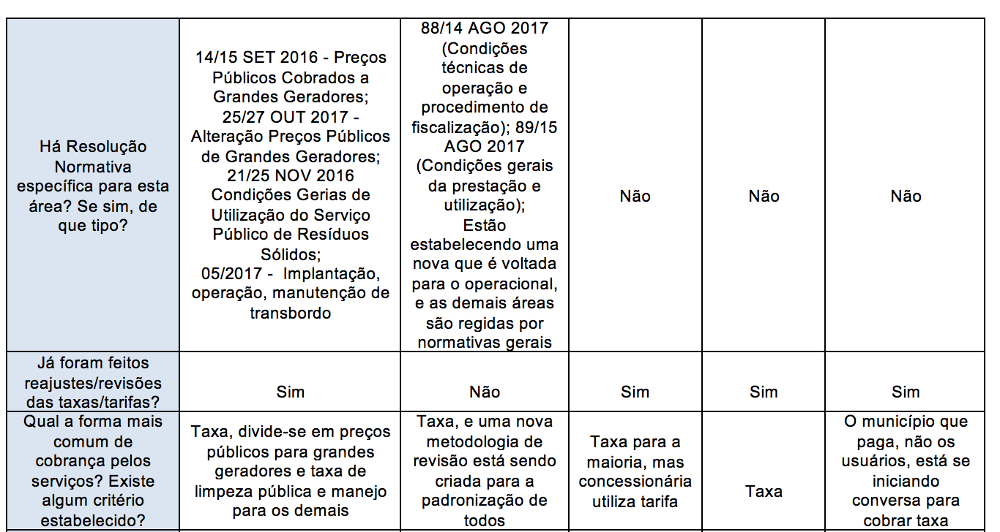 Há Resolução
Normativa
específica para esta
área? Se sim, de
que tipo?
14/15 SET 2016 - Preços
Públicos Cobrados a
Grandes Geradores;
25/27 OUT 2017 -
Alteração Preços Públicos
de Grandes Geradores;
21/25 NOV 2016
Condições Gerias de
Utilização do Serviço
Público de Resíduos
Sólidos;
05/2017 - Implantação,
operação, manutenção de
transbordo
88/14 AGO 2017
(Condições
técnicas de
operação e
procedimento de
fiscalização); 89/15
AGO 2017
(Condições gerais
da prestação e
utilização);
Estão
estabelecendo uma
nova que é voltada
para o operacional,
e as demais áreas
são regidas por
normativas gerais
Não
Não
Não
Já foram feitos
reajustes/revisões
das taxas/tarifas?
Sim
Não
Sim
Sim
Sim
Qual a forma mais
comum de
cobrança pelos
serviços? Existe
algum critério
estabelecido?
Taxa, divide-se em preços
públicos para grandes
geradores e taxa de
limpeza pública e manejo
para os demais
Taxa, e uma nova
metodologia de
revisão está sendo
criada para a
padronização de
todos
Taxa para a
maioria, mas
concessionária
utiliza tarifa
Taxa
O município que
paga, não os
usuários, está se
iniciando
conversa para
cobrar taxa